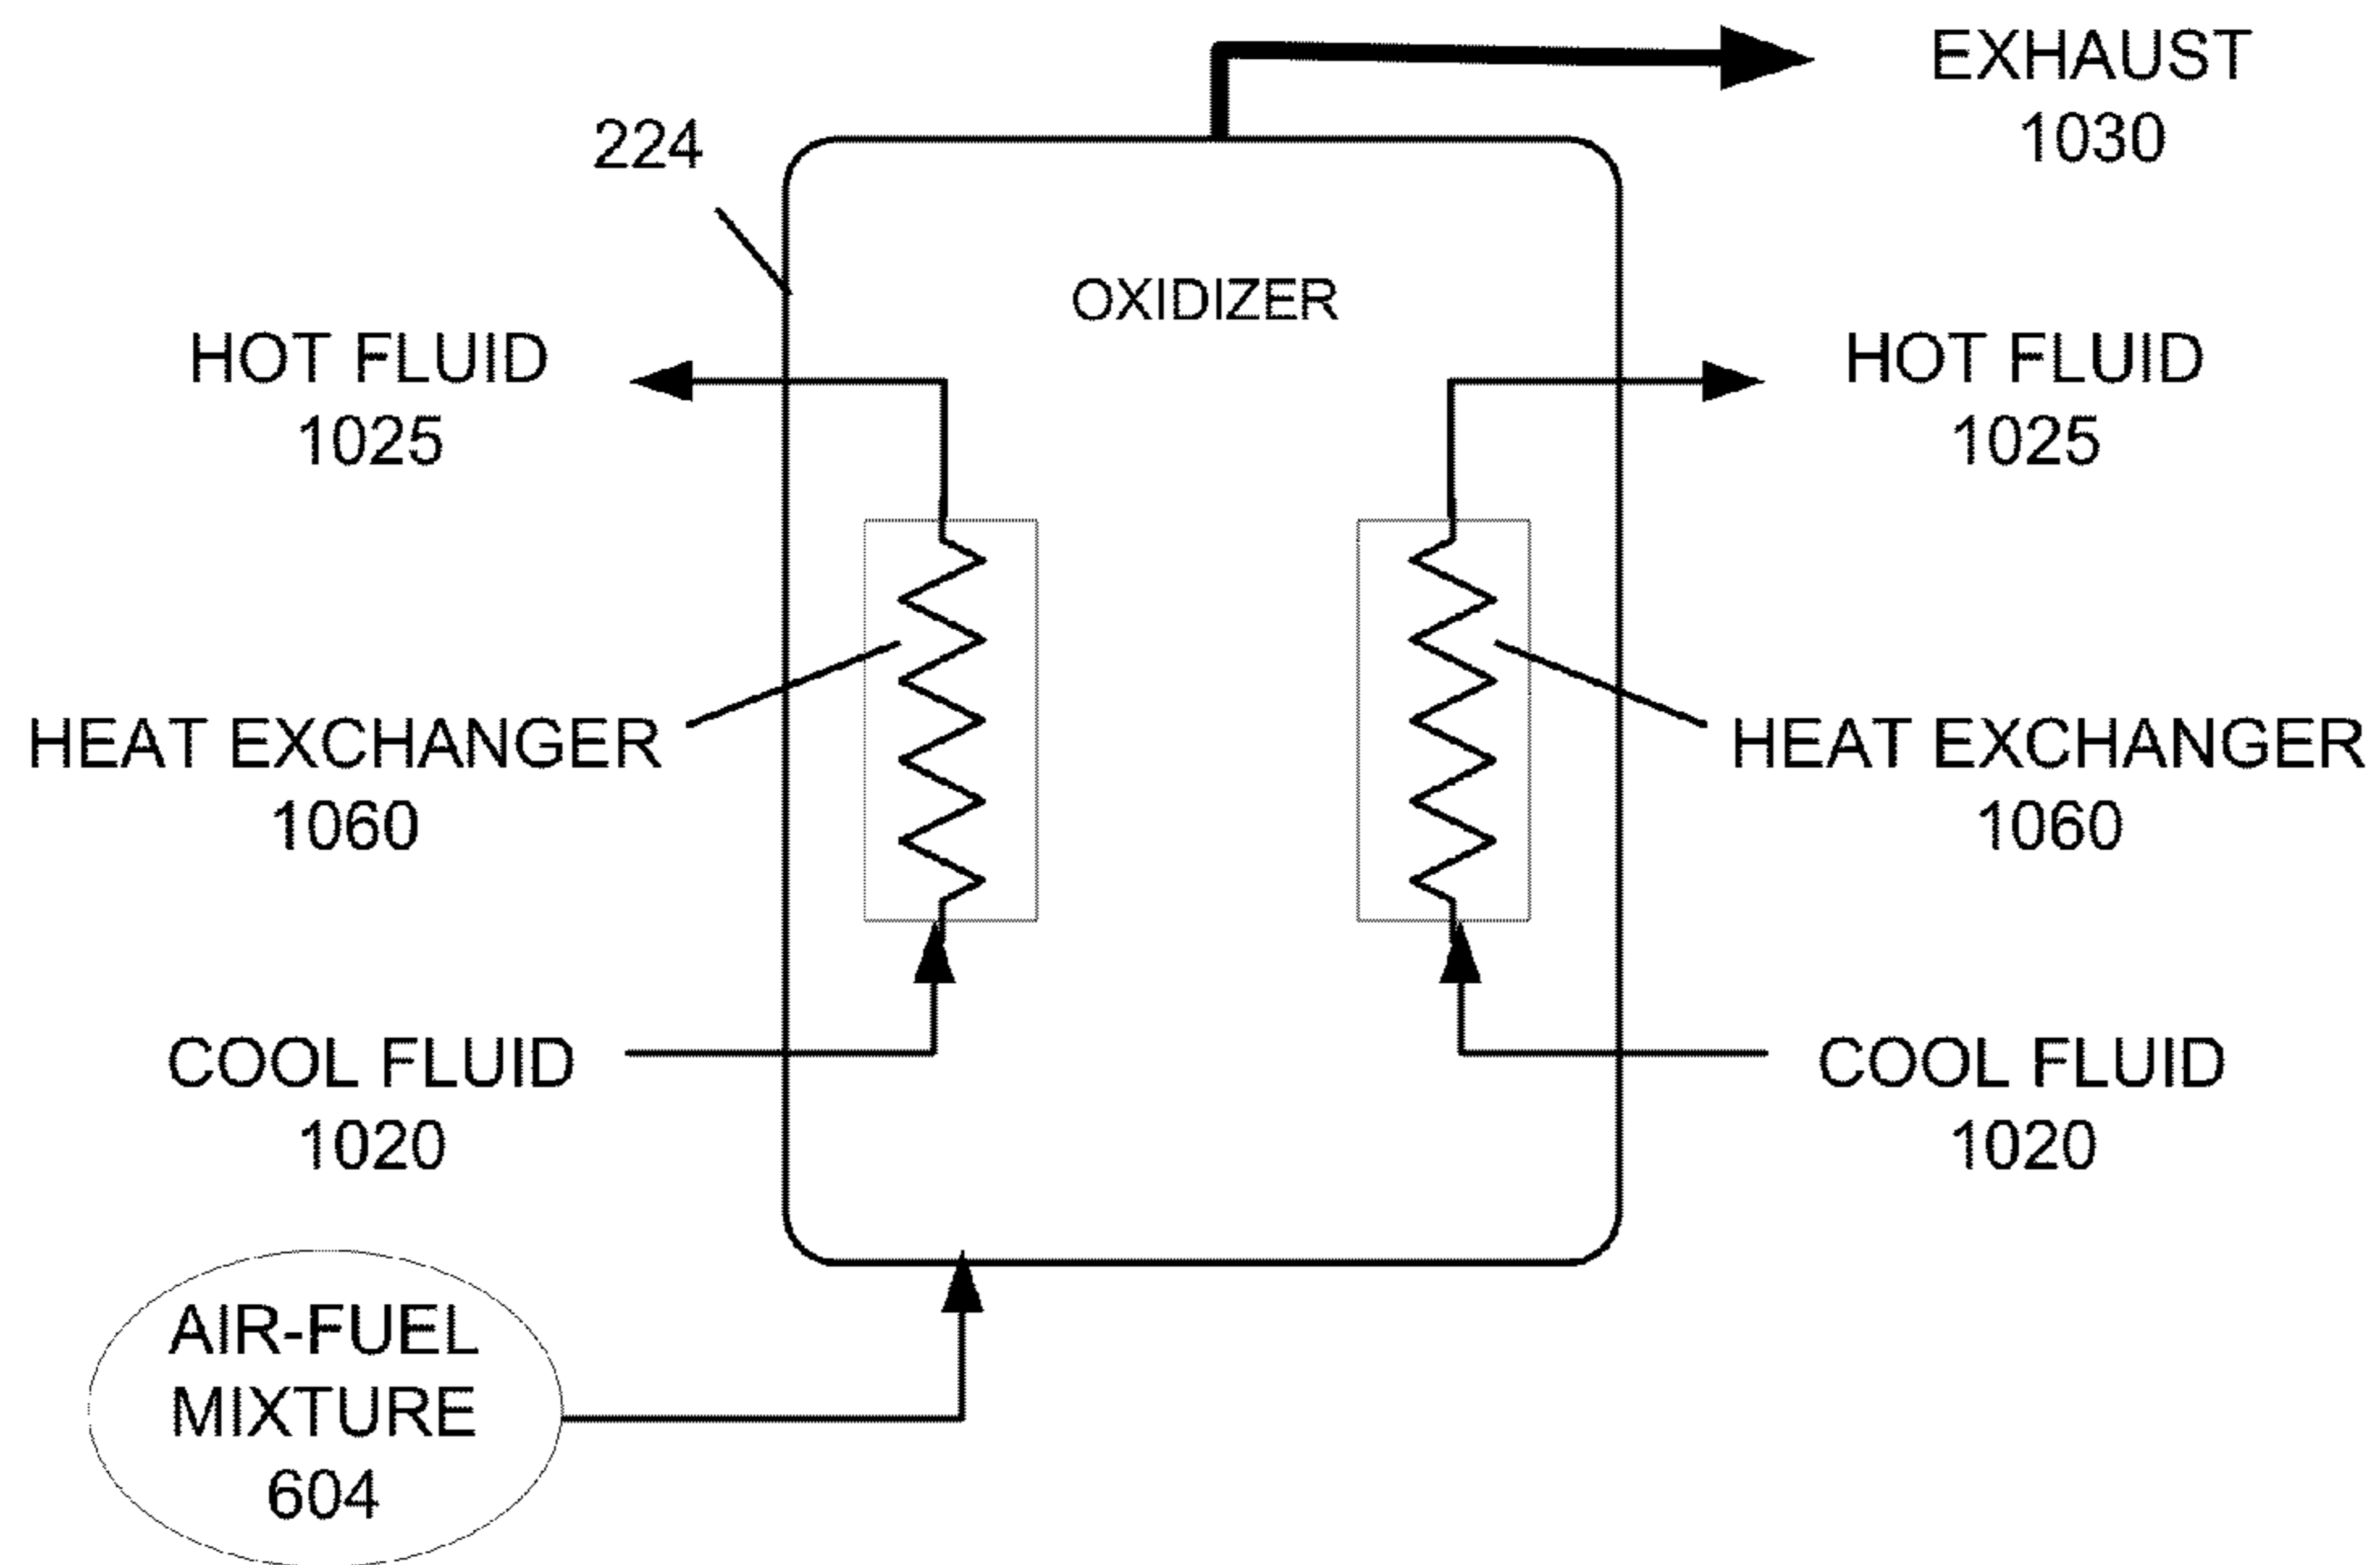 EXHAUST
1030
224
OXIDIZER
HOT FLUID
1025
HOT FLUID
1025
HEAT EXCHANGER
1060
HEAT EXCHANGER
1060
COOL FLUID
1020
COOL FLUID
1020
AIR-FUEL
MIXTURE
604